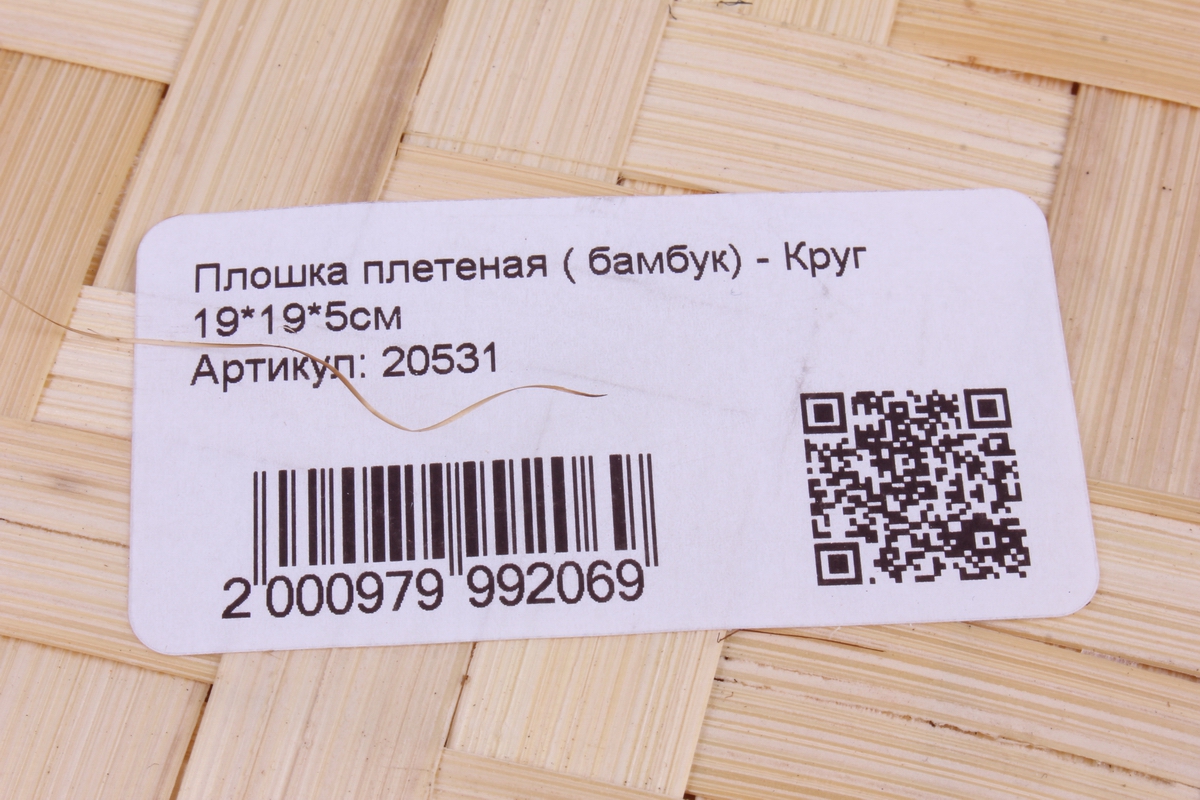 Плошка плетеная ( бамбук) - Круг
19*19*5см
Артикул: 20531
2 000979 992069